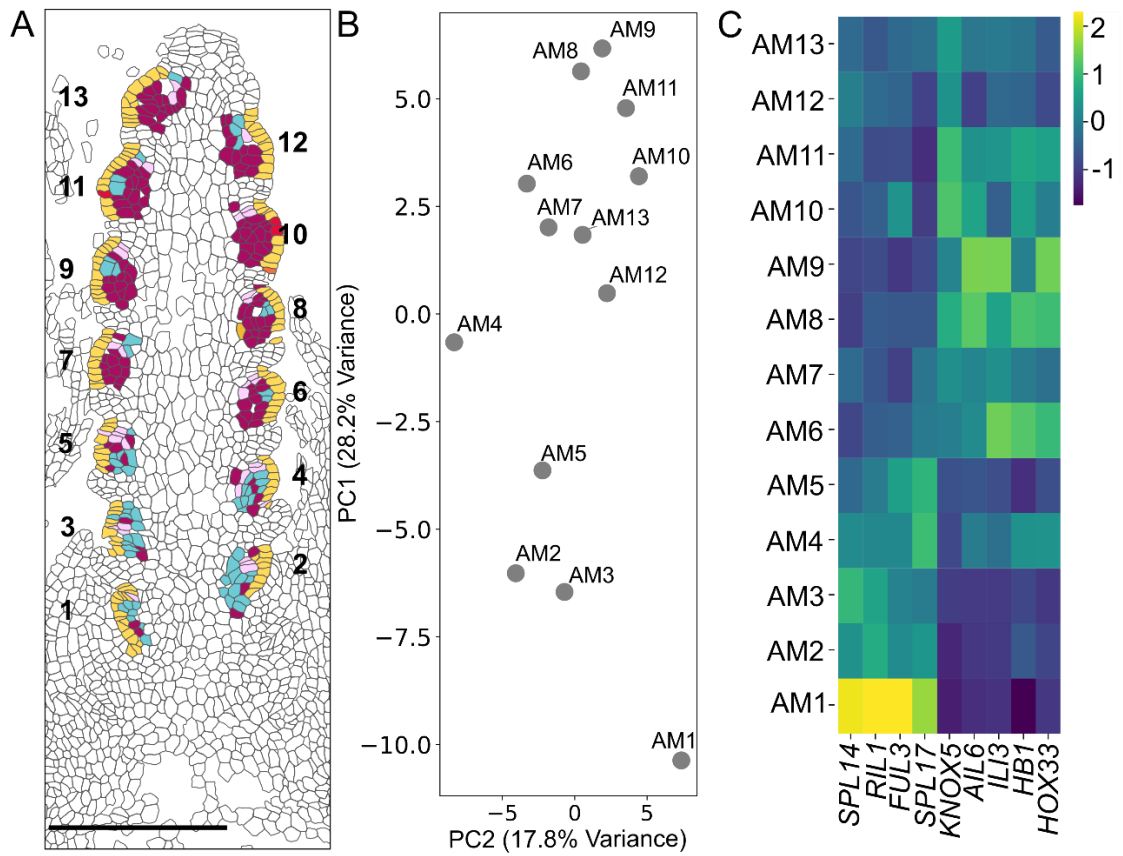 A
13
12
11
10
9
8
7
6
5
4
3
2
1
B
AM9
AM8
AM11
AM10
AM6
AM7
AM13
AM12
AM4
AM5
AM2
AM3
AM1
5.0
2.5
0.0
−2.5
−5.0
−7.5
−10.0
PC1 (28.2% Variance)
−5
0
5
PC2 (17.8% Variance)
C
AM13
AM12
AM11
AM10
AM9
AM8
AM7
AM6
AM5
AM4
AM3
AM2
AM1
SPL14
RIL1
FUL3
SPL17
KNOX5
AIL6
ILI3
HB1
HOX33
2
1
0
-1